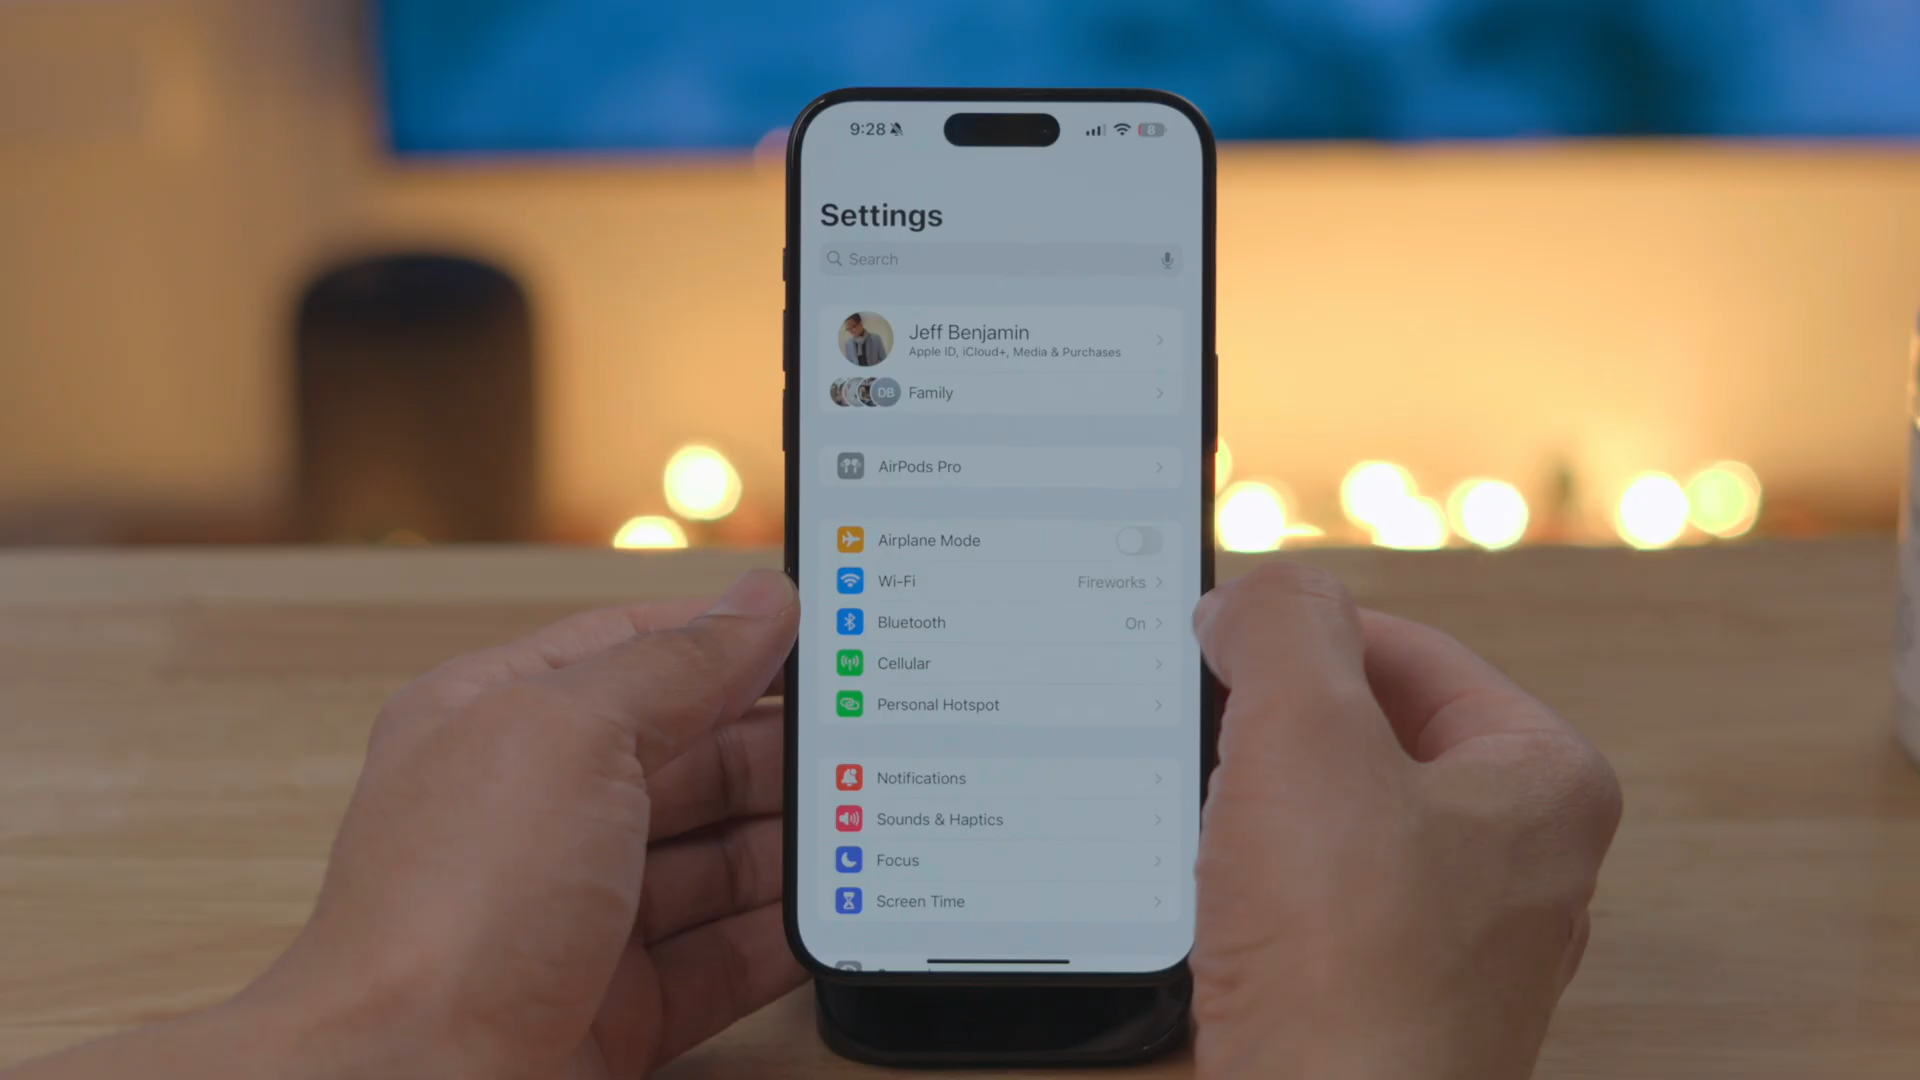 9:28
8
Settings
Search
Jeff Benjamin
Apple ID, iCloud+, Media & Purchases
DB
Family
AirPods Pro
Airplane Mode
Wi-Fi
Fireworks
Bluetooth
On
Cellular
Personal Hotspot
Notifications
Sounds & Haptics
Focus
Screen Time